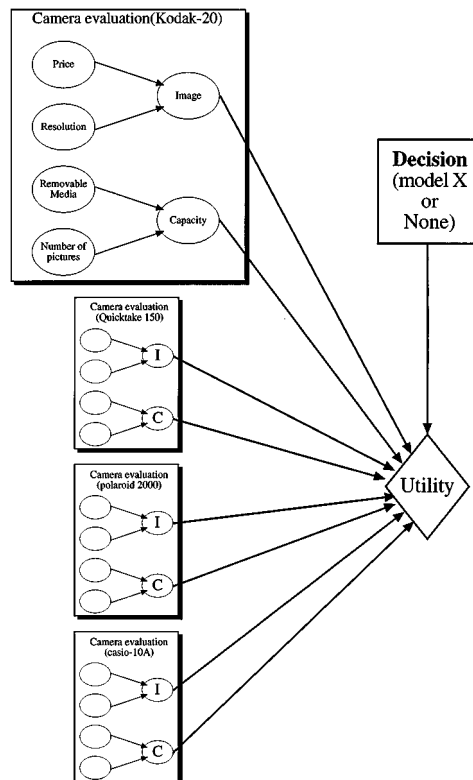 Camera evaluation(Kodak-20)
Price
Image
Resolution
Removable
Media
Capacity
Number of
pictures
Decision
(model X
or
None)
Camera evaluation
(Quicktake 150)
I
C
Camera evaluation
(polaroid 2000)
I
C
Utility
Camera evaluation
(casio-10A)
I
C